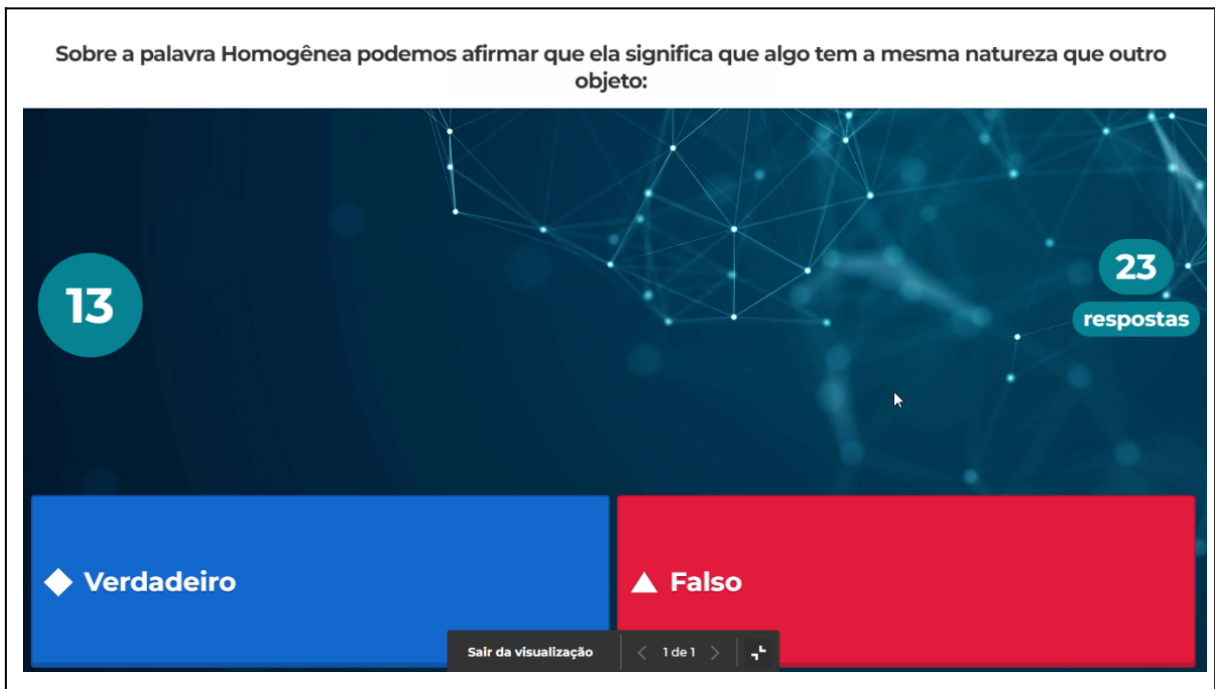 Sobre a palavra Homogênea podemos afirmar que ela significa que algo tem a mesma natureza que outro
objeto:
13
23
respostas
Verdadeiro
Falso
Sair da visualização
1 de 1